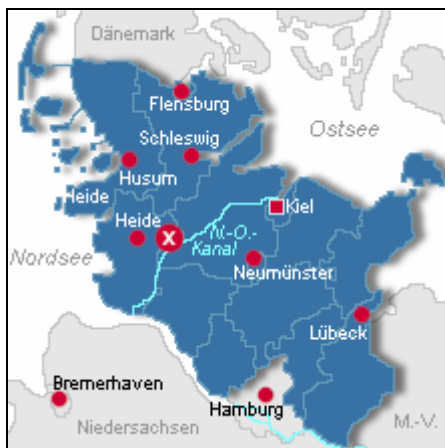 Dänemark
Flensburg
Ostsee
Schleswig
Husum
Heide
Kiel
Heide
N.-O.-
Kanal
Nordsee
Neumünster
Lübeck
Bremerhaven
Hamburg
M.-V.
Niedersachsen
X